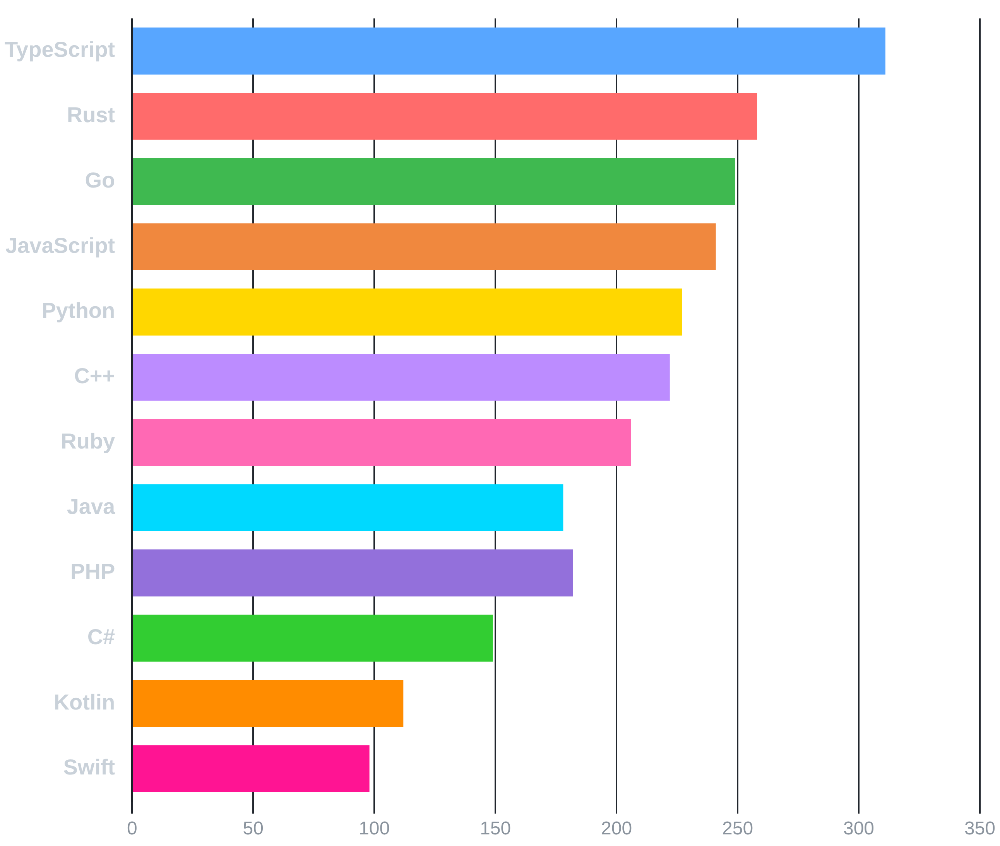 TypeScript
Rust
Go
JavaScript
Python
C++
Ruby
Java
PHP
C#
Kotlin
Swift
0 50 100 150 200 250 300 350